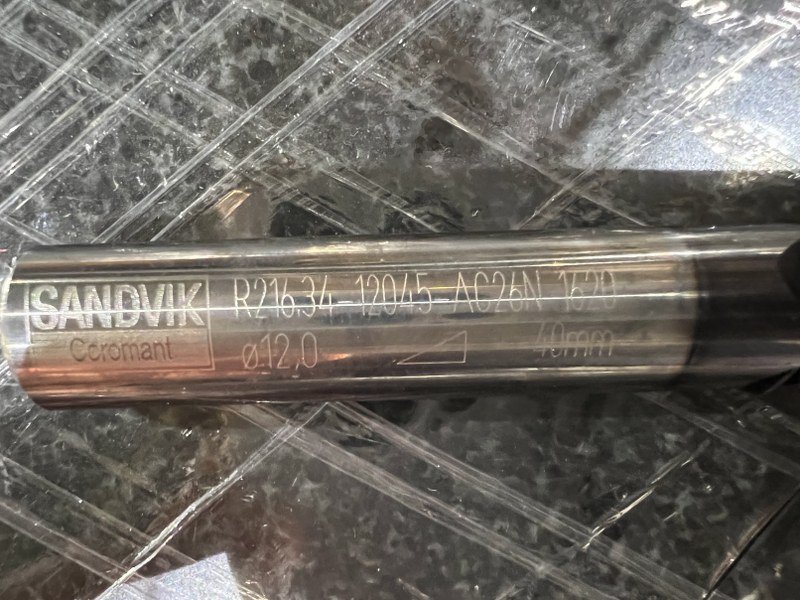 SANDVIK
Coromant
R216.34-12045-AC26N 1620
ø12,0 40mm